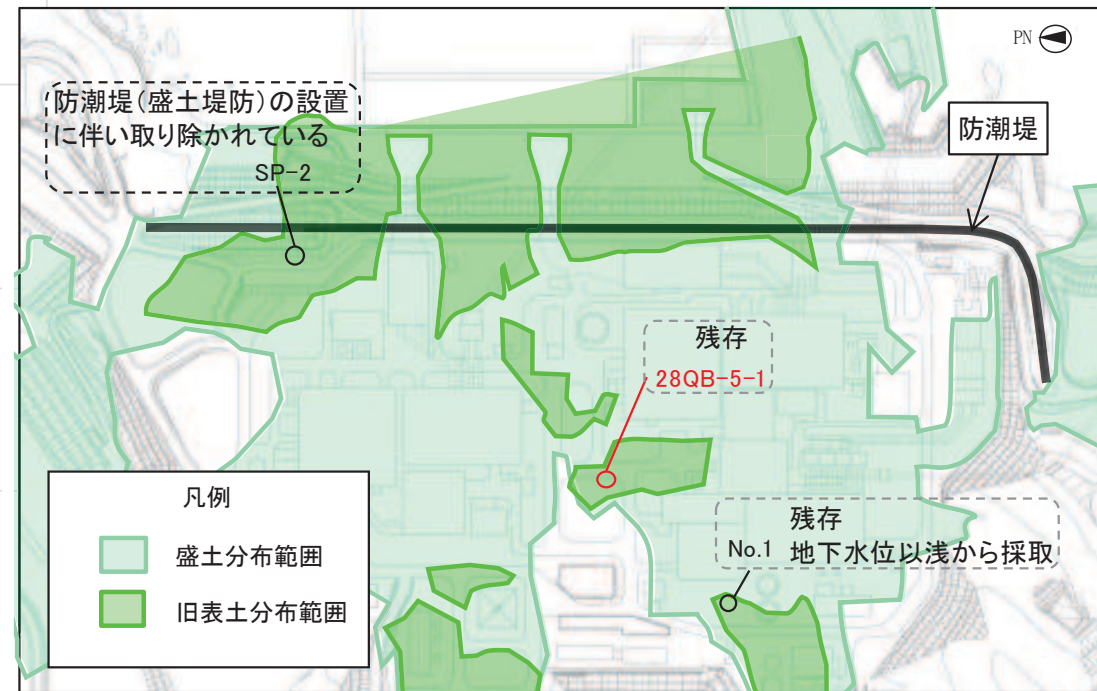 PN
防潮堤(盛土堤防)の設置
に伴い取り除かれている
SP-2
防潮堤
残存
28QB-5-1
残存
No.1 地下水位以浅から採取
凡例
盛土分布範囲
旧表土分布範囲